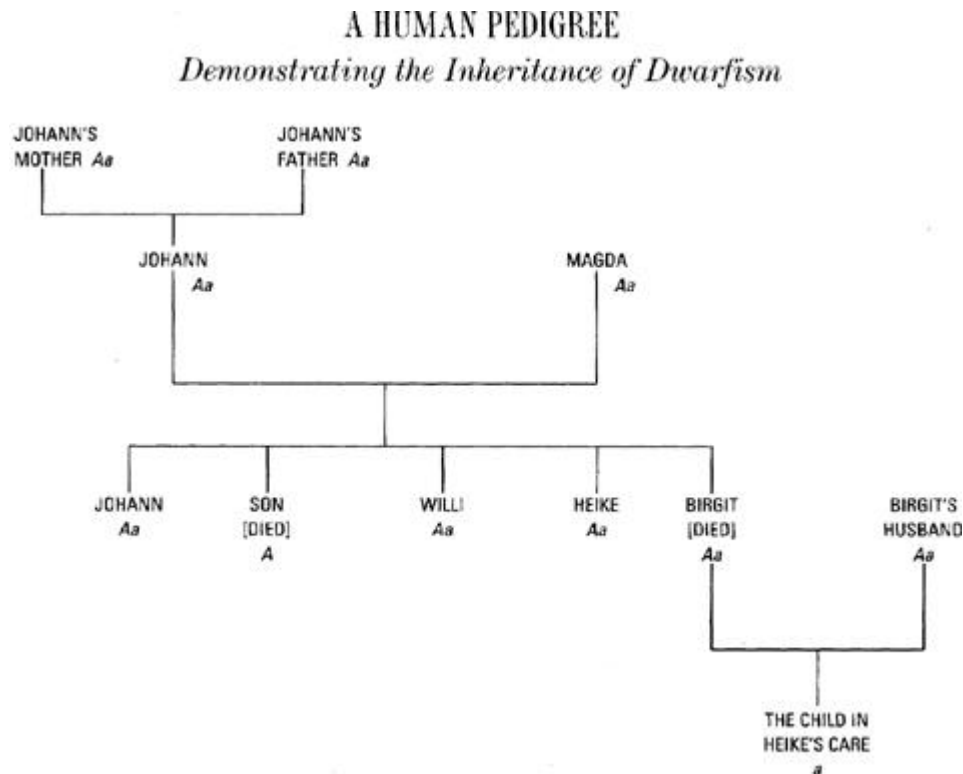 A HUMAN PEDIGREE
Demonstrating the Inheritance of Dwarfism
JOHANN'S
MOTHER Aa
JOHANN'S
FATHER Aa
JOHANN
Aa
MAGDA
Aa
JOHANN
Aa
SON
[DIED]
A
WILLI
Aa
HEIKE
Aa
BIRGIT
[DIED]
Aa
BIRGIT'S
HUSBAND
Aa
THE CHILD IN
HEIKE'S CARE
a